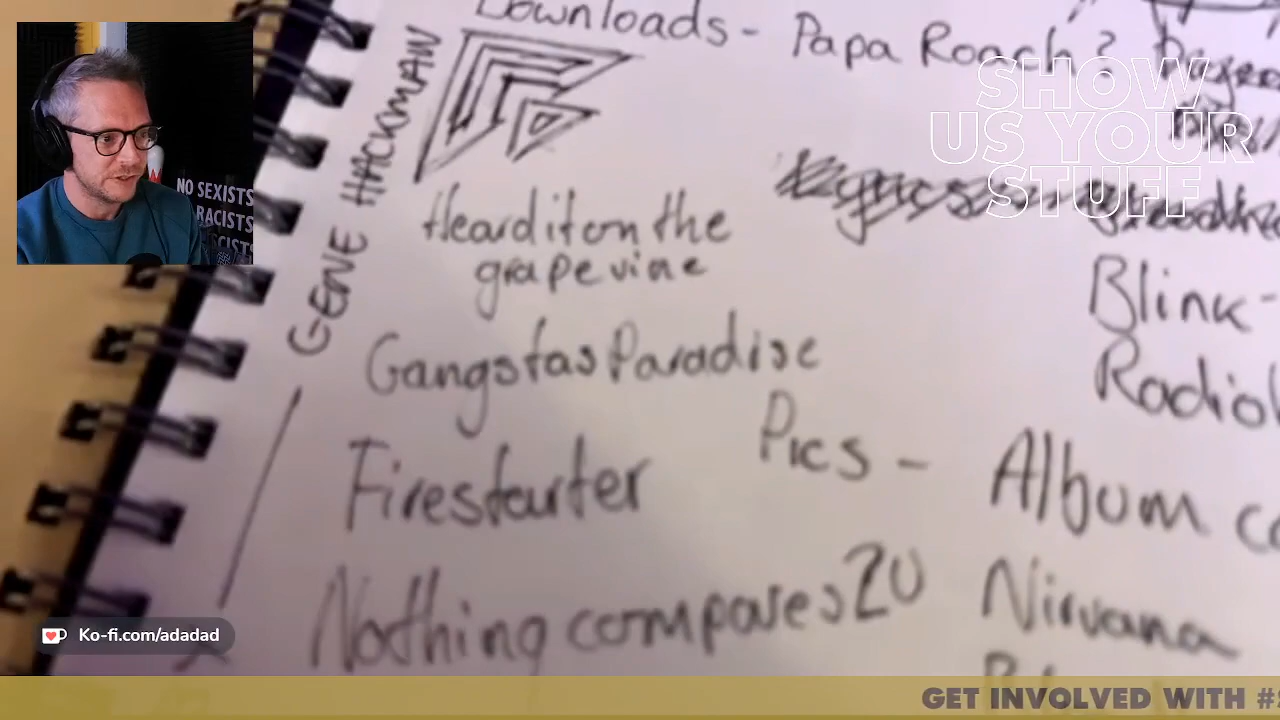 Downloads - Papa Roach?
SHOW
US YOUR
STUFF
GENE HACKMAN
NO SEXISTS
RACISTS
Heard it on the
grapevine
Blink-
Gangstas Paradise
Radio
Pics - Album
Firestarter
Nothing compares 2U
Nirvana
Ko-fi.com/adadad
GET INVOLVED WITH #